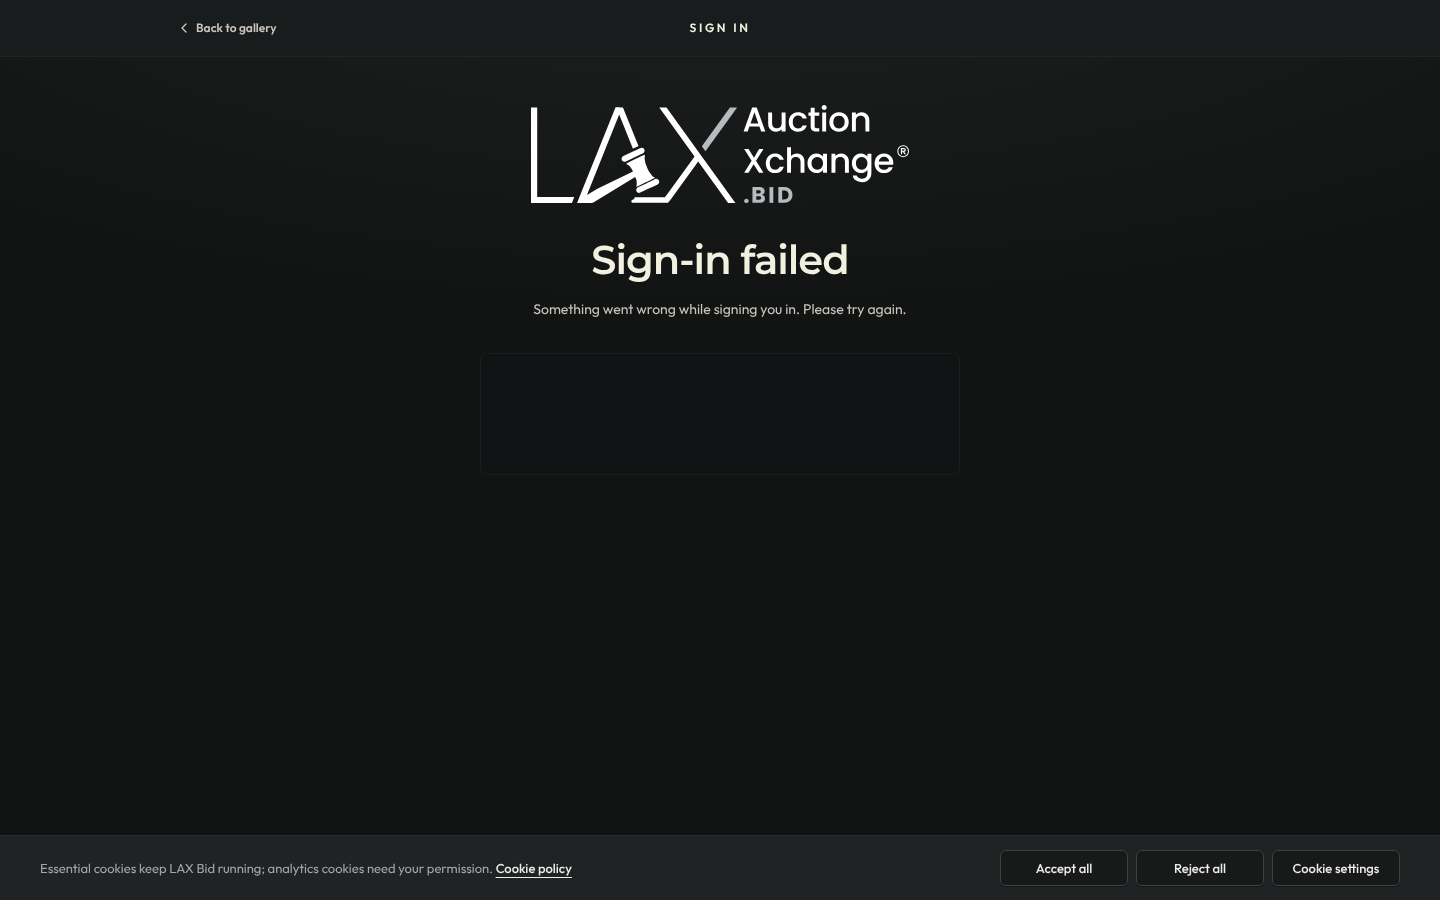 Back to gallery
SIGN IN
LAX Auction
Xchange®
.BID
Sign-in failed
Something went wrong while signing you in. Please try again.
Essential cookies keep LAX Bid running; analytics cookies need your permission. Cookie policy
Accept all
Reject all
Cookie settings